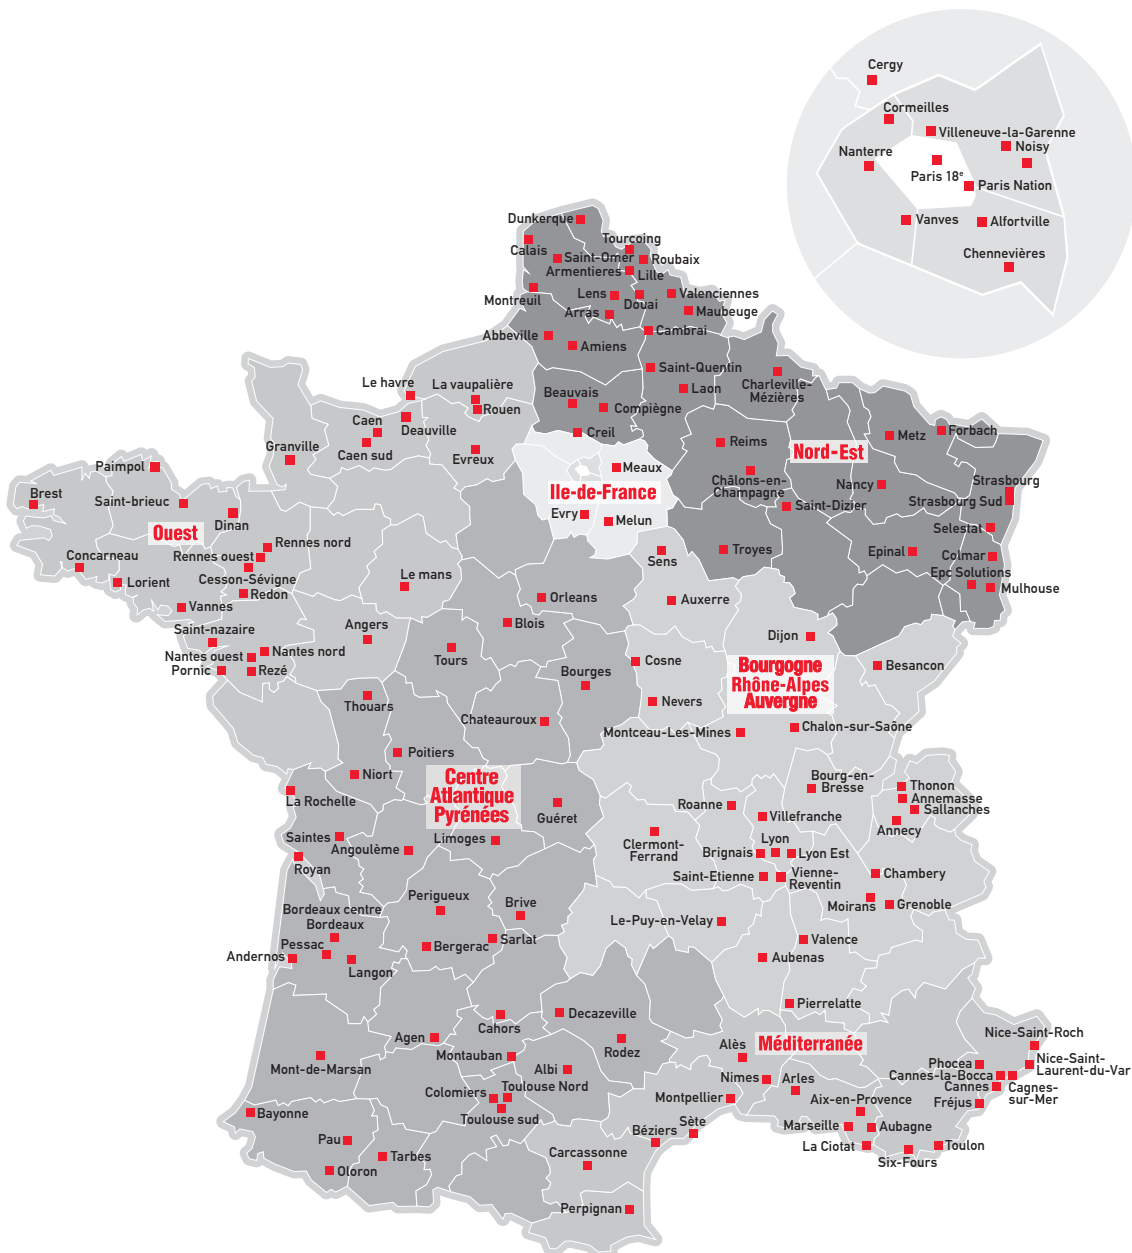 Cergy
Cormeilles
Villeneuve-la-Garenne
Noisy
Nanterre
Paris 18e
Paris Nation
Vanves
Alfortville
Chennevières
Dunkerque
Calais
Tourcoing
Saint-Omer
Roubaix
Armentieres
Lille
Montreuil
Lens
Douai
Valenciennes
Arras
Maubeuge
Abbeville
Cambrai
Amiens
Saint-Quentin
Charleville-
Mézières
Laon
Le havre
La vaupalière
Beauvais
Compiègne
Rouen
Caen
Deauville
Creil
Caen sud
Granville
Evreux
Reims
Nord-Est
Metz
Forbach
Paimpol
Meaux
Châlons-en-
Champagne
Nancy
Strasbourg
Brest
Saint-brieuc
Ile-de-France
Saint-Dizier
Strasbourg Sud
Dinan
Evry
Melun
Ouest
Selestat
Rennes nord
Troyes
Epinal
Colmar
Concarneau
Rennes ouest
Sens
Epc Solutions
Cesson-Sévigne
Le mans
Mulhouse
Lorient
Redon
Orleans
Auxerre
Vannes
Blois
Saint-nazaire
Angers
Dijon
Nantes nord
Nantes ouest
Tours
Cosne
Bourgogne
Rhône-Alpes
Auvergne
Besancon
Pornic
Rezé
Bourges
Thouars
Nevers
Chateauroux
Montceau-Les-Mines
Chalon-sur-Saône
Poitiers
Niort
Centre
Atlantique
Pyrénées
Bourg-en-
Bresse
Thonon
Annemasse
La Rochelle
Guéret
Roanne
Villefranche
Sallanches
Annecy
Saintes
Angoulême
Limoges
Clermont-
Ferrand
Lyon
Brignais
Lyon Est
Royan
Saint-Etienne
Vienne-
Reventin
Chambery
Perigueux
Brive
Moirans
Grenoble
Bordeaux centre
Bordeaux
Le-Puy-en-Velay
Pessac
Bergerac
Sarlat
Valence
Andernos
Langon
Aubenas
Pierrelatte
Cahors
Decazeville
Agen
Rodez
Alès
Méditerranée
Nice-Saint-Roch
Montauban
Mont-de-Marsan
Albi
Phocea
Nice-Saint-
Laurent-du-Var
Nimes
Arles
Cannes-la-Bocca
Colomiers
Toulouse Nord
Montpellier
Cannes
Cagnes-
sur-Mer
Aix-en-Provence
Fréjus
Bayonne
Toulouse sud
Sète
Béziers
Marseille
Aubagne
Pau
La Ciotat
Toulon
Tarbes
Carcassonne
Six-Fours
Oloron
Perpignan